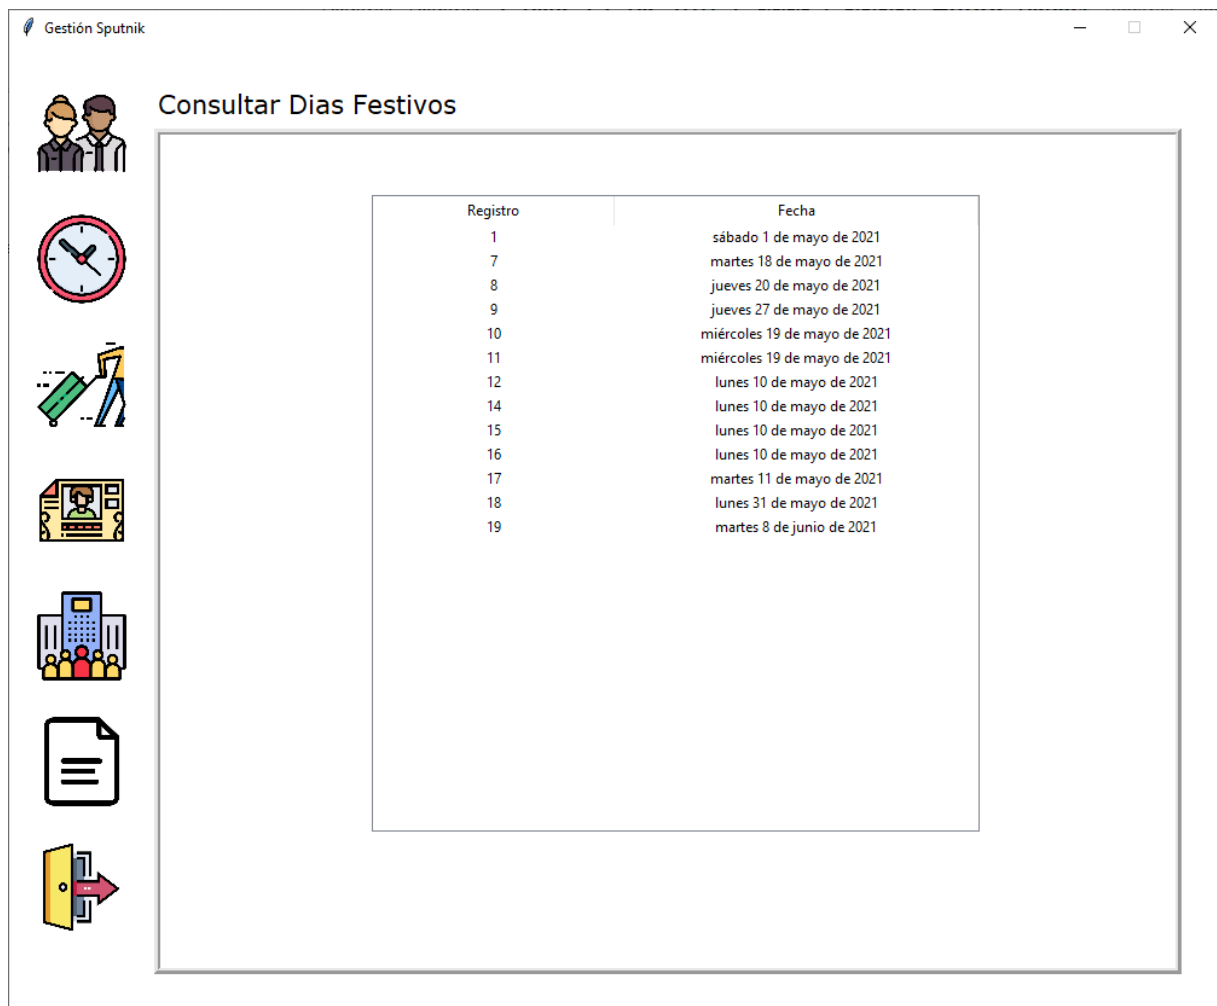 Gestión Sputnik
Consultar Dias Festivos
Registro Fecha
1 sábado 1 de mayo de 2021
7 martes 18 de mayo de 2021
8 jueves 20 de mayo de 2021
9 jueves 27 de mayo de 2021
10 miércoles 19 de mayo de 2021
11 miércoles 19 de mayo de 2021
12 lunes 10 de mayo de 2021
14 lunes 10 de mayo de 2021
15 lunes 10 de mayo de 2021
16 lunes 10 de mayo de 2021
17 martes 11 de mayo de 2021
18 lunes 31 de mayo de 2021
19 martes 8 de junio de 2021